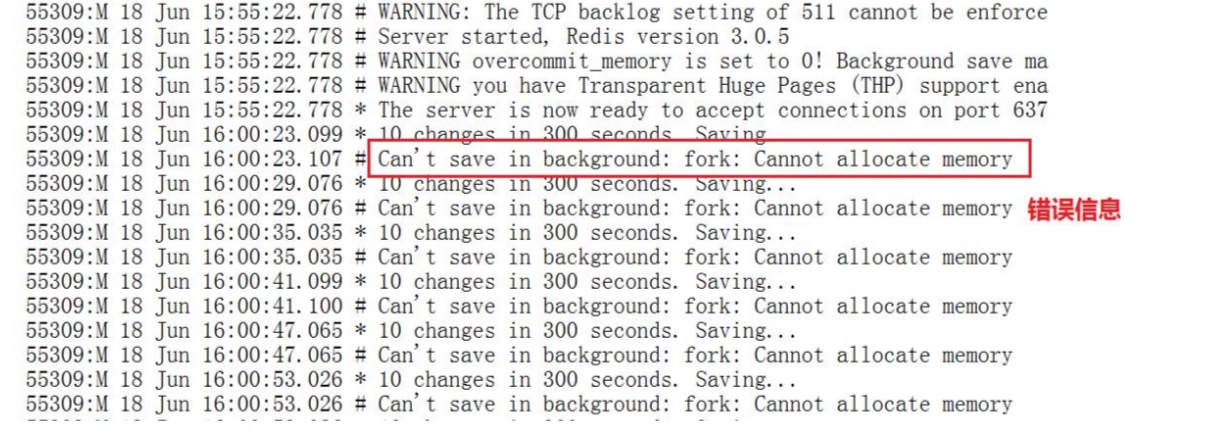 55309:M 18 Jun 15:55:22.778 # WARNING: The TCP backlog setting of 511 cannot be enforce
55309:M 18 Jun 15:55:22.778 # Server started, Redis version 3.0.5
55309:M 18 Jun 15:55:22.778 # WARNING overcommit_memory is set to 0! Background save ma
55309:M 18 Jun 15:55:22.778 # WARNING you have Transparent Huge Pages (THP) support ena
55309:M 18 Jun 15:55:22.778 * The server is now ready to accept connections on port 637
55309:M 18 Jun 16:00:23.099 * 10 changes in 300 seconds. Saving
55309:M 18 Jun 16:00:23.107 # Can't save in background: fork: Cannot allocate memory
55309:M 18 Jun 16:00:29.076 * 10 changes in 300 seconds. Saving...
55309:M 18 Jun 16:00:29.076 # Can't save in background: fork: Cannot allocate memory 错误信息
55309:M 18 Jun 16:00:35.035 * 10 changes in 300 seconds. Saving...
55309:M 18 Jun 16:00:35.035 # Can't save in background: fork: Cannot allocate memory
55309:M 18 Jun 16:00:41.099 * 10 changes in 300 seconds. Saving...
55309:M 18 Jun 16:00:41.100 # Can't save in background: fork: Cannot allocate memory
55309:M 18 Jun 16:00:47.065 * 10 changes in 300 seconds. Saving...
55309:M 18 Jun 16:00:47.065 # Can't save in background: fork: Cannot allocate memory
55309:M 18 Jun 16:00:53.026 * 10 changes in 300 seconds. Saving...
55309:M 18 Jun 16:00:53.026 # Can't save in background: fork: Cannot allocate memory